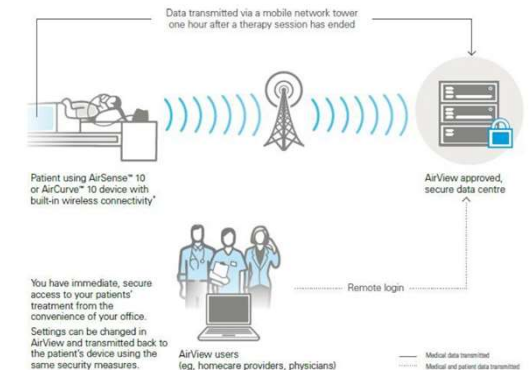 Data transmitted via a mobile network tower
one hour after a therapy session has ended
Patient using AirSense™ 10
or AirCurve™ 10 device with
built-in wireless connectivity*
AirView approved,
secure data centre
You have immediate, secure
access to your patients'
treatment from the
convenience of your office.
Settings can be changed in
AirView and transmitted back to
the patient's device using the
same security measures.
Remote login
AirView users
(eg, homecare providers, physicians)
Medical data transmitted
Medical and patient data transmitted